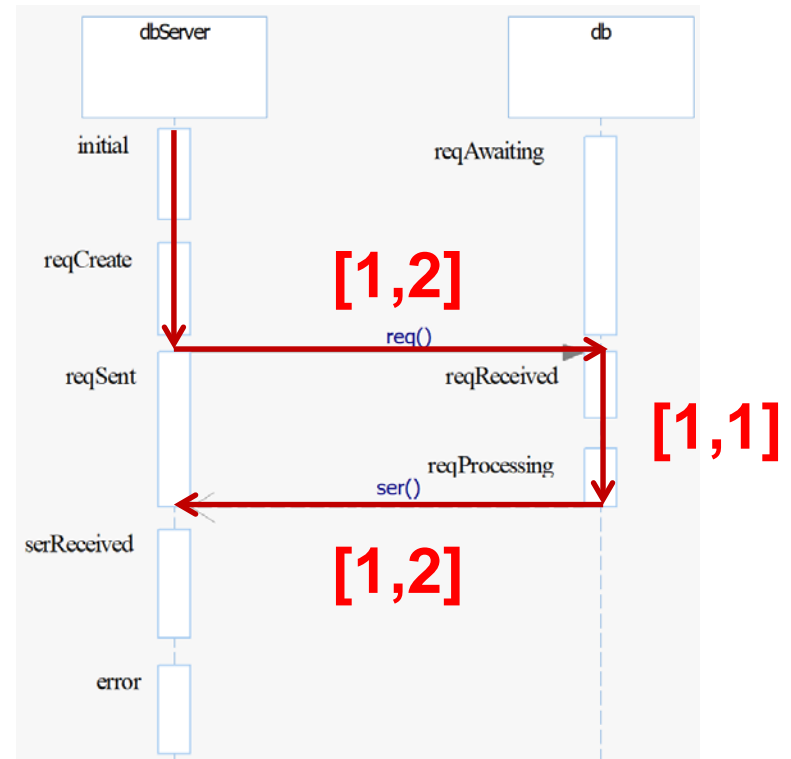 dbServer db
initial
reqAwaiting
reqCreate
[1,2]
req()
reqSent
reqReceived
[1,1]
reqProcessing
ser()
serReceived
[1,2]
error